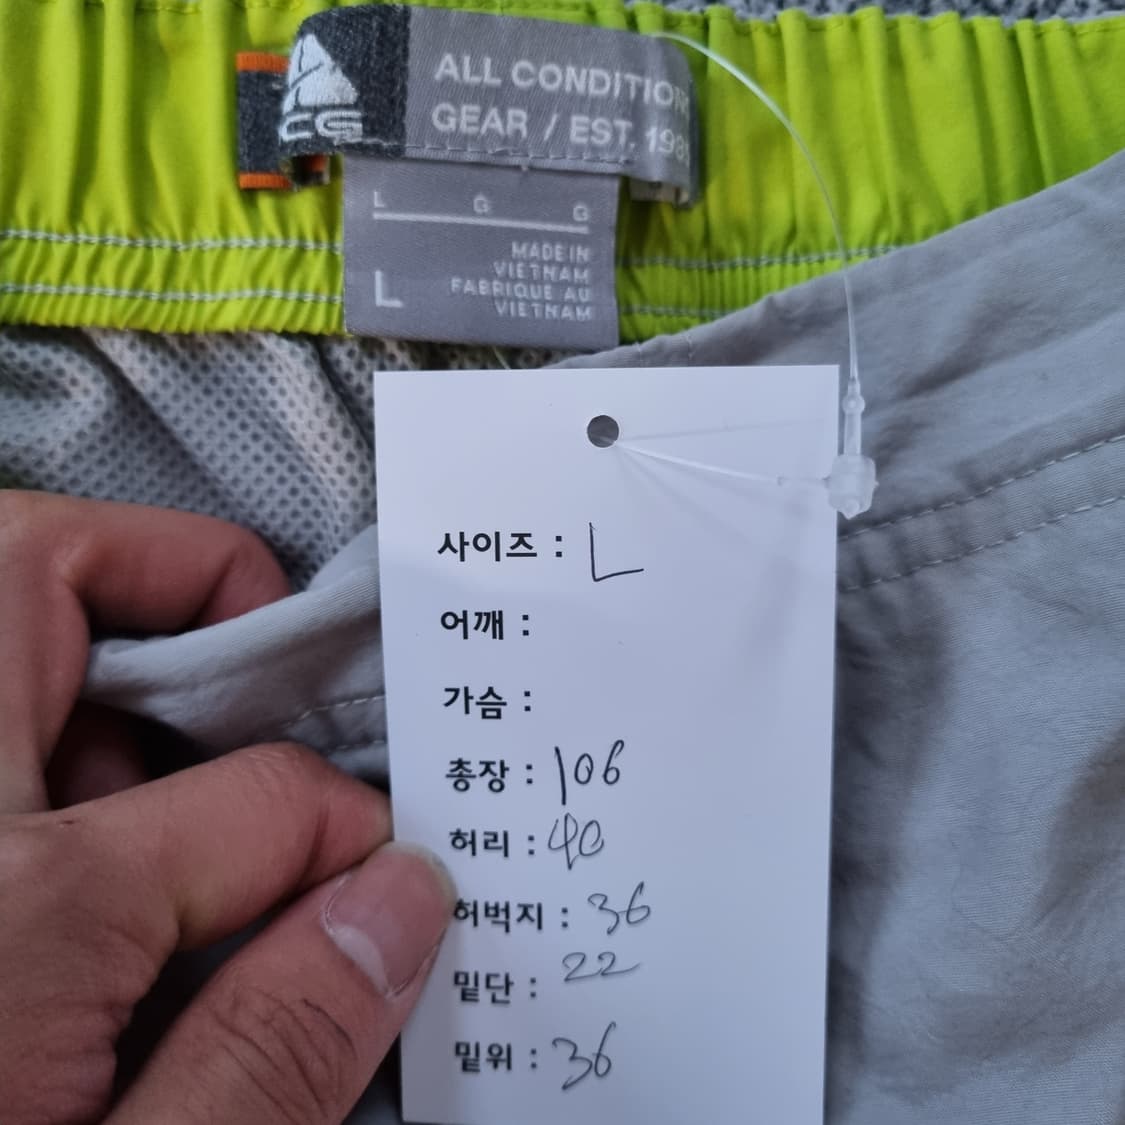 ALL CONDITION
GEAR / EST. 198
CG
L G G
L
MADE IN
VIETNAM
FABRIQUE AU
VIETNAM
사이즈 : L
어깨 :
가슴 :
총장 : 106
허리 : 40
허벅지 : 36
밑단 : 22
밑위 : 36